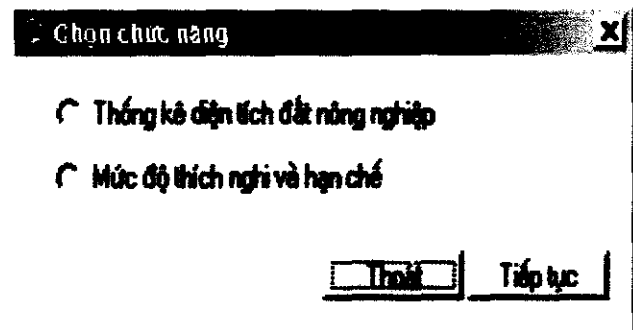 Chọn chức năng
Thống kê diện tích đất nông nghiệp
Mức độ thích nghi và hạn chế
Thoát Tiếp tục